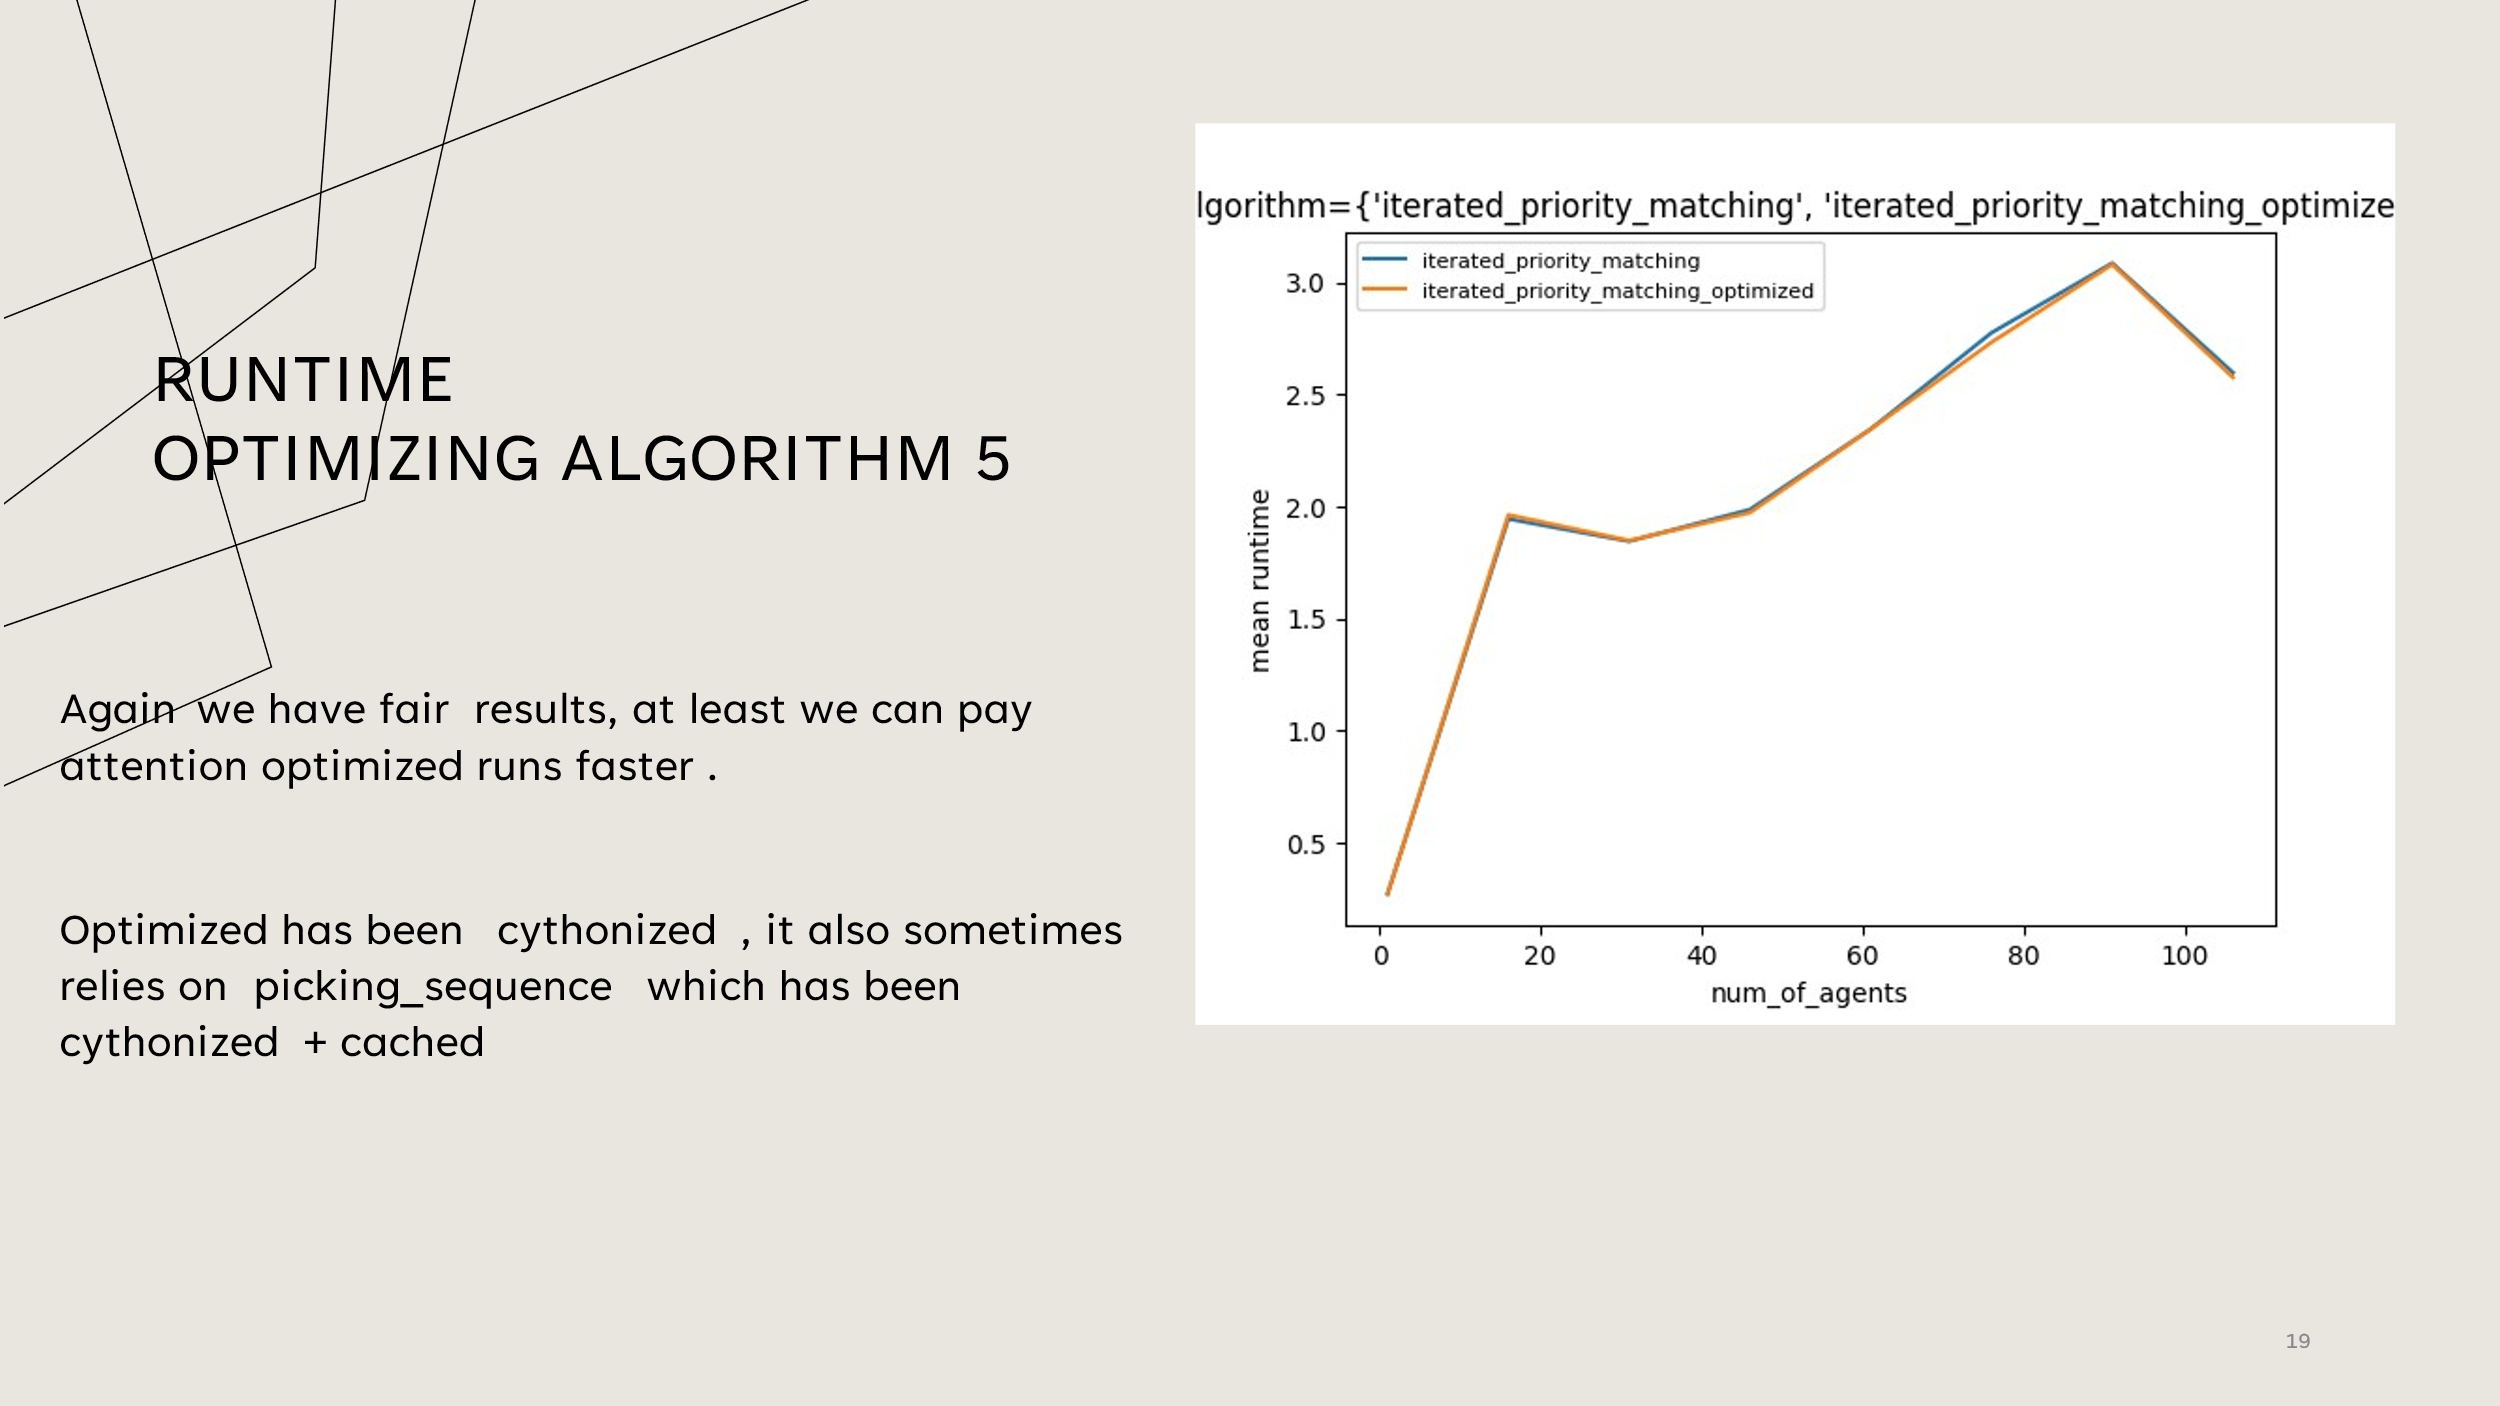 RUNTIME
OPTIMIZING ALGORITHM 5
Again we have fair results, at least we can pay
attention optimized runs faster .
Optimized has been cythonized , it also sometimes
relies on picking_sequence which has been
cythonized + cached
lgorithm={'iterated_priority_matching', 'iterated_priority_matching_optimize
iterated_priority_matching
iterated_priority_matching_optimized
3.0
2.5
2.0
1.5
1.0
0.5
mean runtime
0 20 40 60 80 100
num_of_agents
19